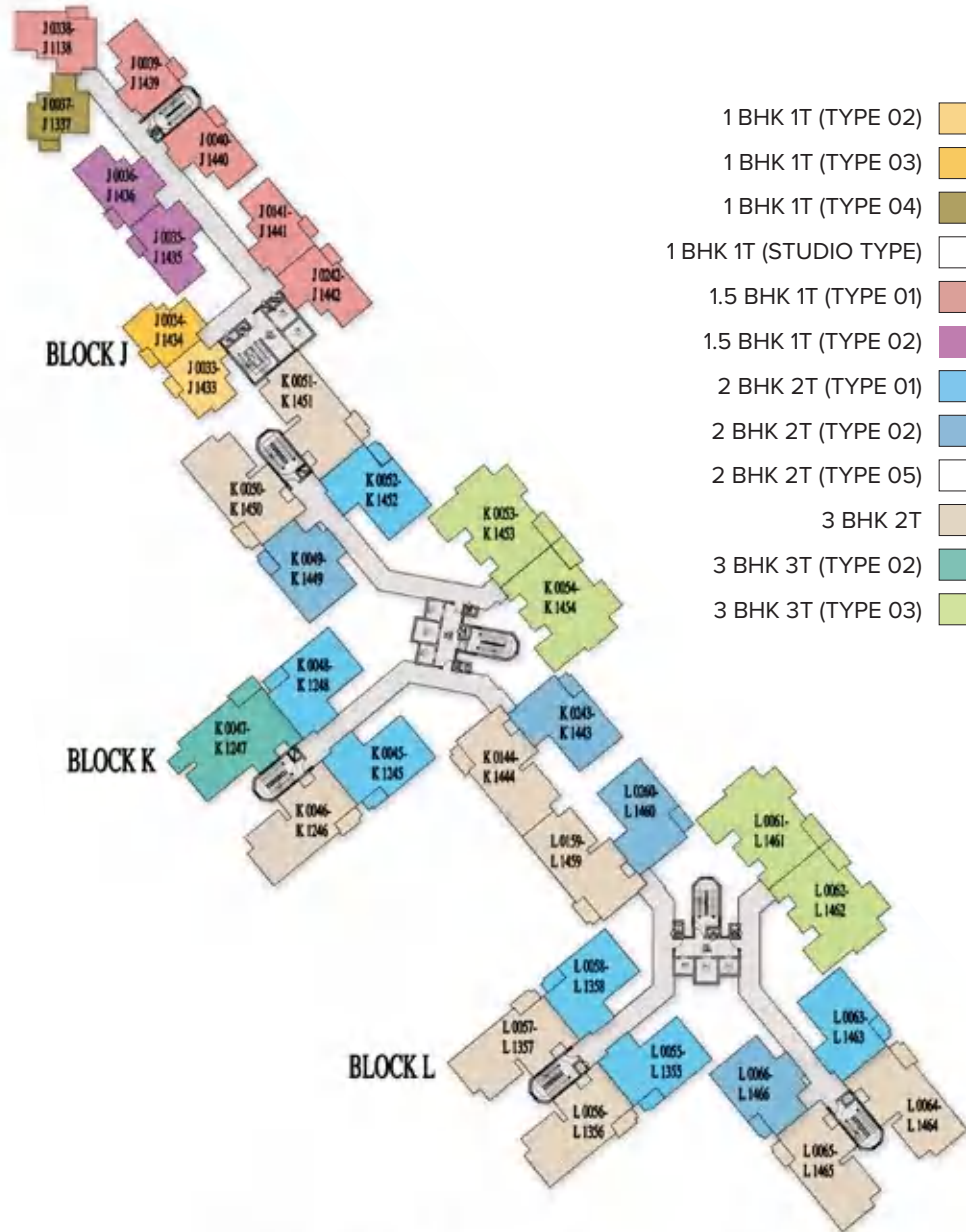 J 0338-
J 1138
J 0039-
J 1439
J 0037-
J 1337
J 0040-
J 1440
J 0036-
J 1436
J 0141-
J 1441
J 0035-
J 1435
J 0242-
J 1442
J 0034-
J 1434
J 0033-
J 1433
BLOCK J
K 0051-
K 1451
K 0050-
K 1450
K 0052-
K 1452
K 0053-
K 1453
K 0049-
K 1449
K 0054-
K 1454
K 0048-
K 1248
K 0047-
K 1247
BLOCK K
K 0045-
K 1245
K 0046-
K 1246
K 0243-
K 1443
K 0144-
K 1444
L 0260-
L 1460
L 0159-
L 1459
L 0061-
L 1461
L 0062-
L 1462
L 0058-
L 1358
L 0057-
L 1357
BLOCK L
L 0055-
L 1355
L 0056-
L 1356
L 0063-
L 1463
L 0066-
L 1466
L 0064-
L 1464
L 0065-
L 1465
1 BHK 1T (TYPE 02)
1 BHK 1T (TYPE 03)
1 BHK 1T (TYPE 04)
1 BHK 1T (STUDIO TYPE)
1.5 BHK 1T (TYPE 01)
1.5 BHK 1T (TYPE 02)
2 BHK 2T (TYPE 01)
2 BHK 2T (TYPE 02)
2 BHK 2T (TYPE 05)
3 BHK 2T
3 BHK 3T (TYPE 02)
3 BHK 3T (TYPE 03)